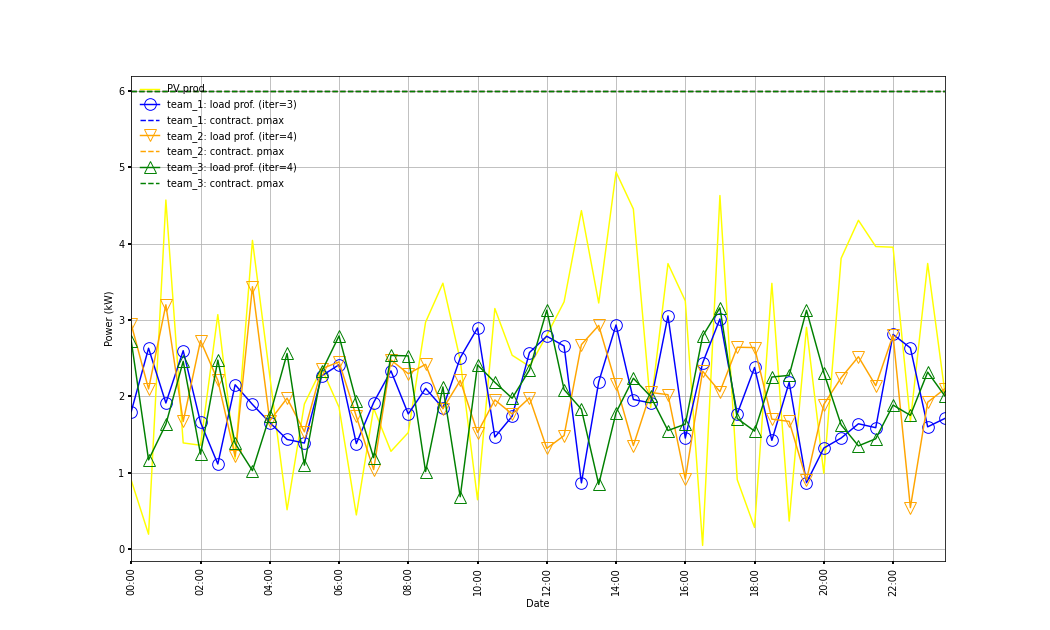 PV prod.
team_1: load prof. (iter=3)
team_1: contract. pmax
team_2: load prof. (iter=4)
team_2: contract. pmax
team_3: load prof. (iter=4)
team_3: contract. pmax
6
5
4
3
2
1
0
Power (kW)
00:00
02:00
04:00
06:00
08:00
10:00
12:00
14:00
16:00
18:00
20:00
22:00
Date